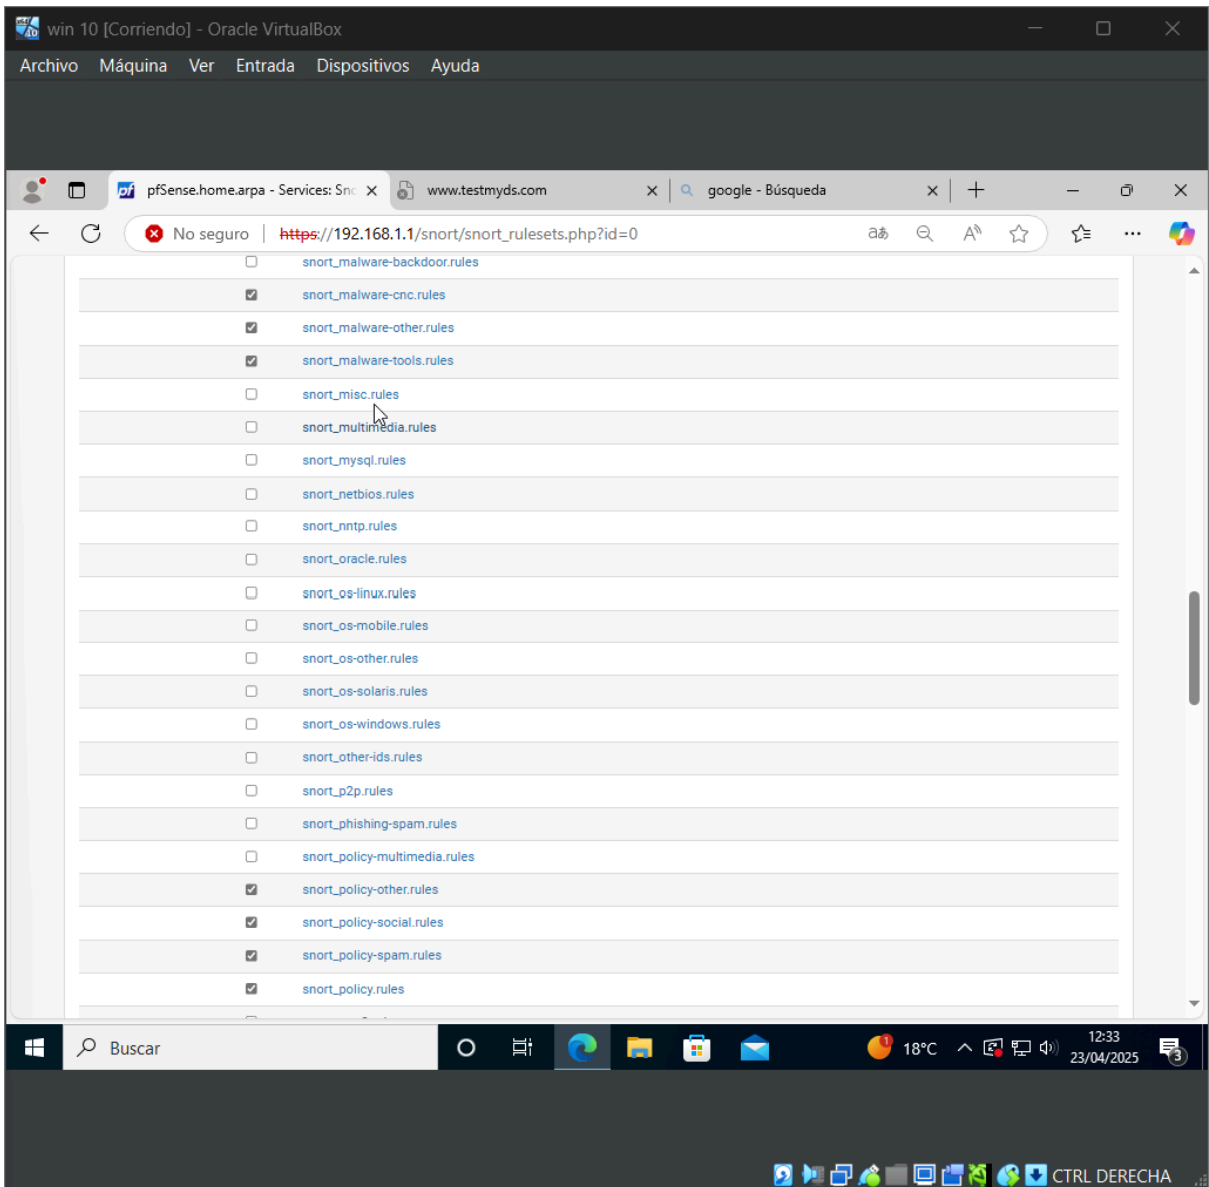 win 10 [Corriendo] - Oracle VirtualBox
Archivo Máquina Ver Entrada Dispositivos Ayuda
pfSense.home.arpa - Services: Sno
www.testmyds.com
google - Búsqueda
No seguro https://192.168.1.1/snort/snort_rulesets.php?id=0
snort_malware-backdoor.rules
snort_malware-cnc.rules
snort_malware-other.rules
snort_malware-tools.rules
snort_misc.rules
snort_multimedia.rules
snort_mysql.rules
snort_netbios.rules
snort_nntp.rules
snort_oracle.rules
snort_os-linux.rules
snort_os-mobile.rules
snort_os-other.rules
snort_os-solaris.rules
snort_os-windows.rules
snort_other-ids.rules
snort_p2p.rules
snort_phishing-spam.rules
snort_policy-multimedia.rules
snort_policy-other.rules
snort_policy-social.rules
snort_policy-spam.rules
snort_policy.rules
Buscar
1
18°C
12:33
23/04/2025
3
CTRL DERECHA